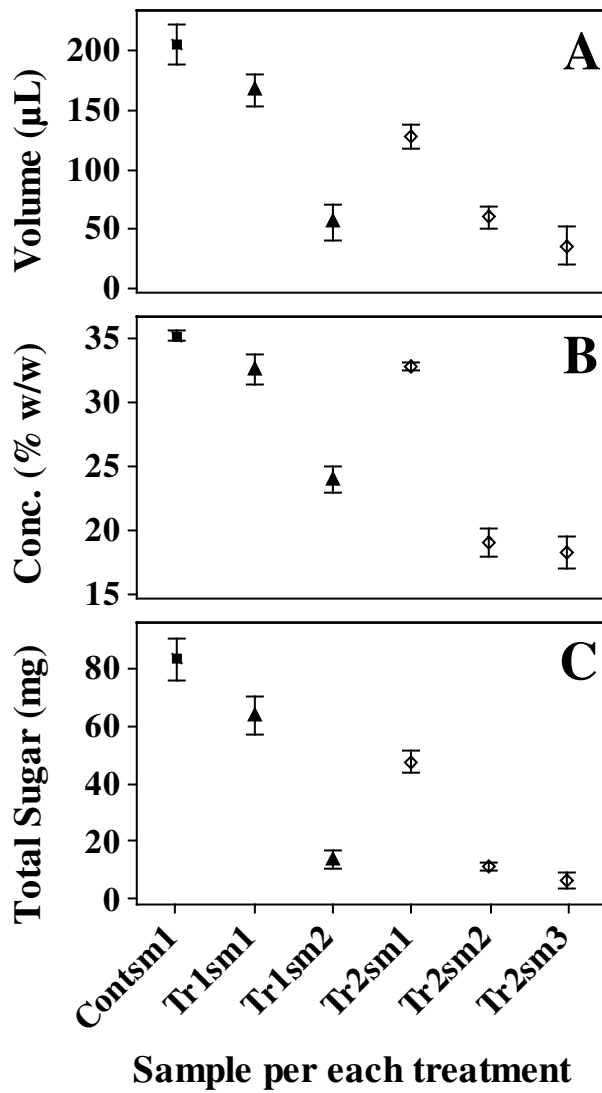 A
Volume (µL)
200
150
100
50
0
B
Conc. (% w/w)
35
30
25
20
15
C
Total Sugar (mg)
80
60
40
20
0
Contsm1
Tr1sm1
Tr1sm2
Tr2sm1
Tr2sm2
Tr2sm3
Sample per each treatment